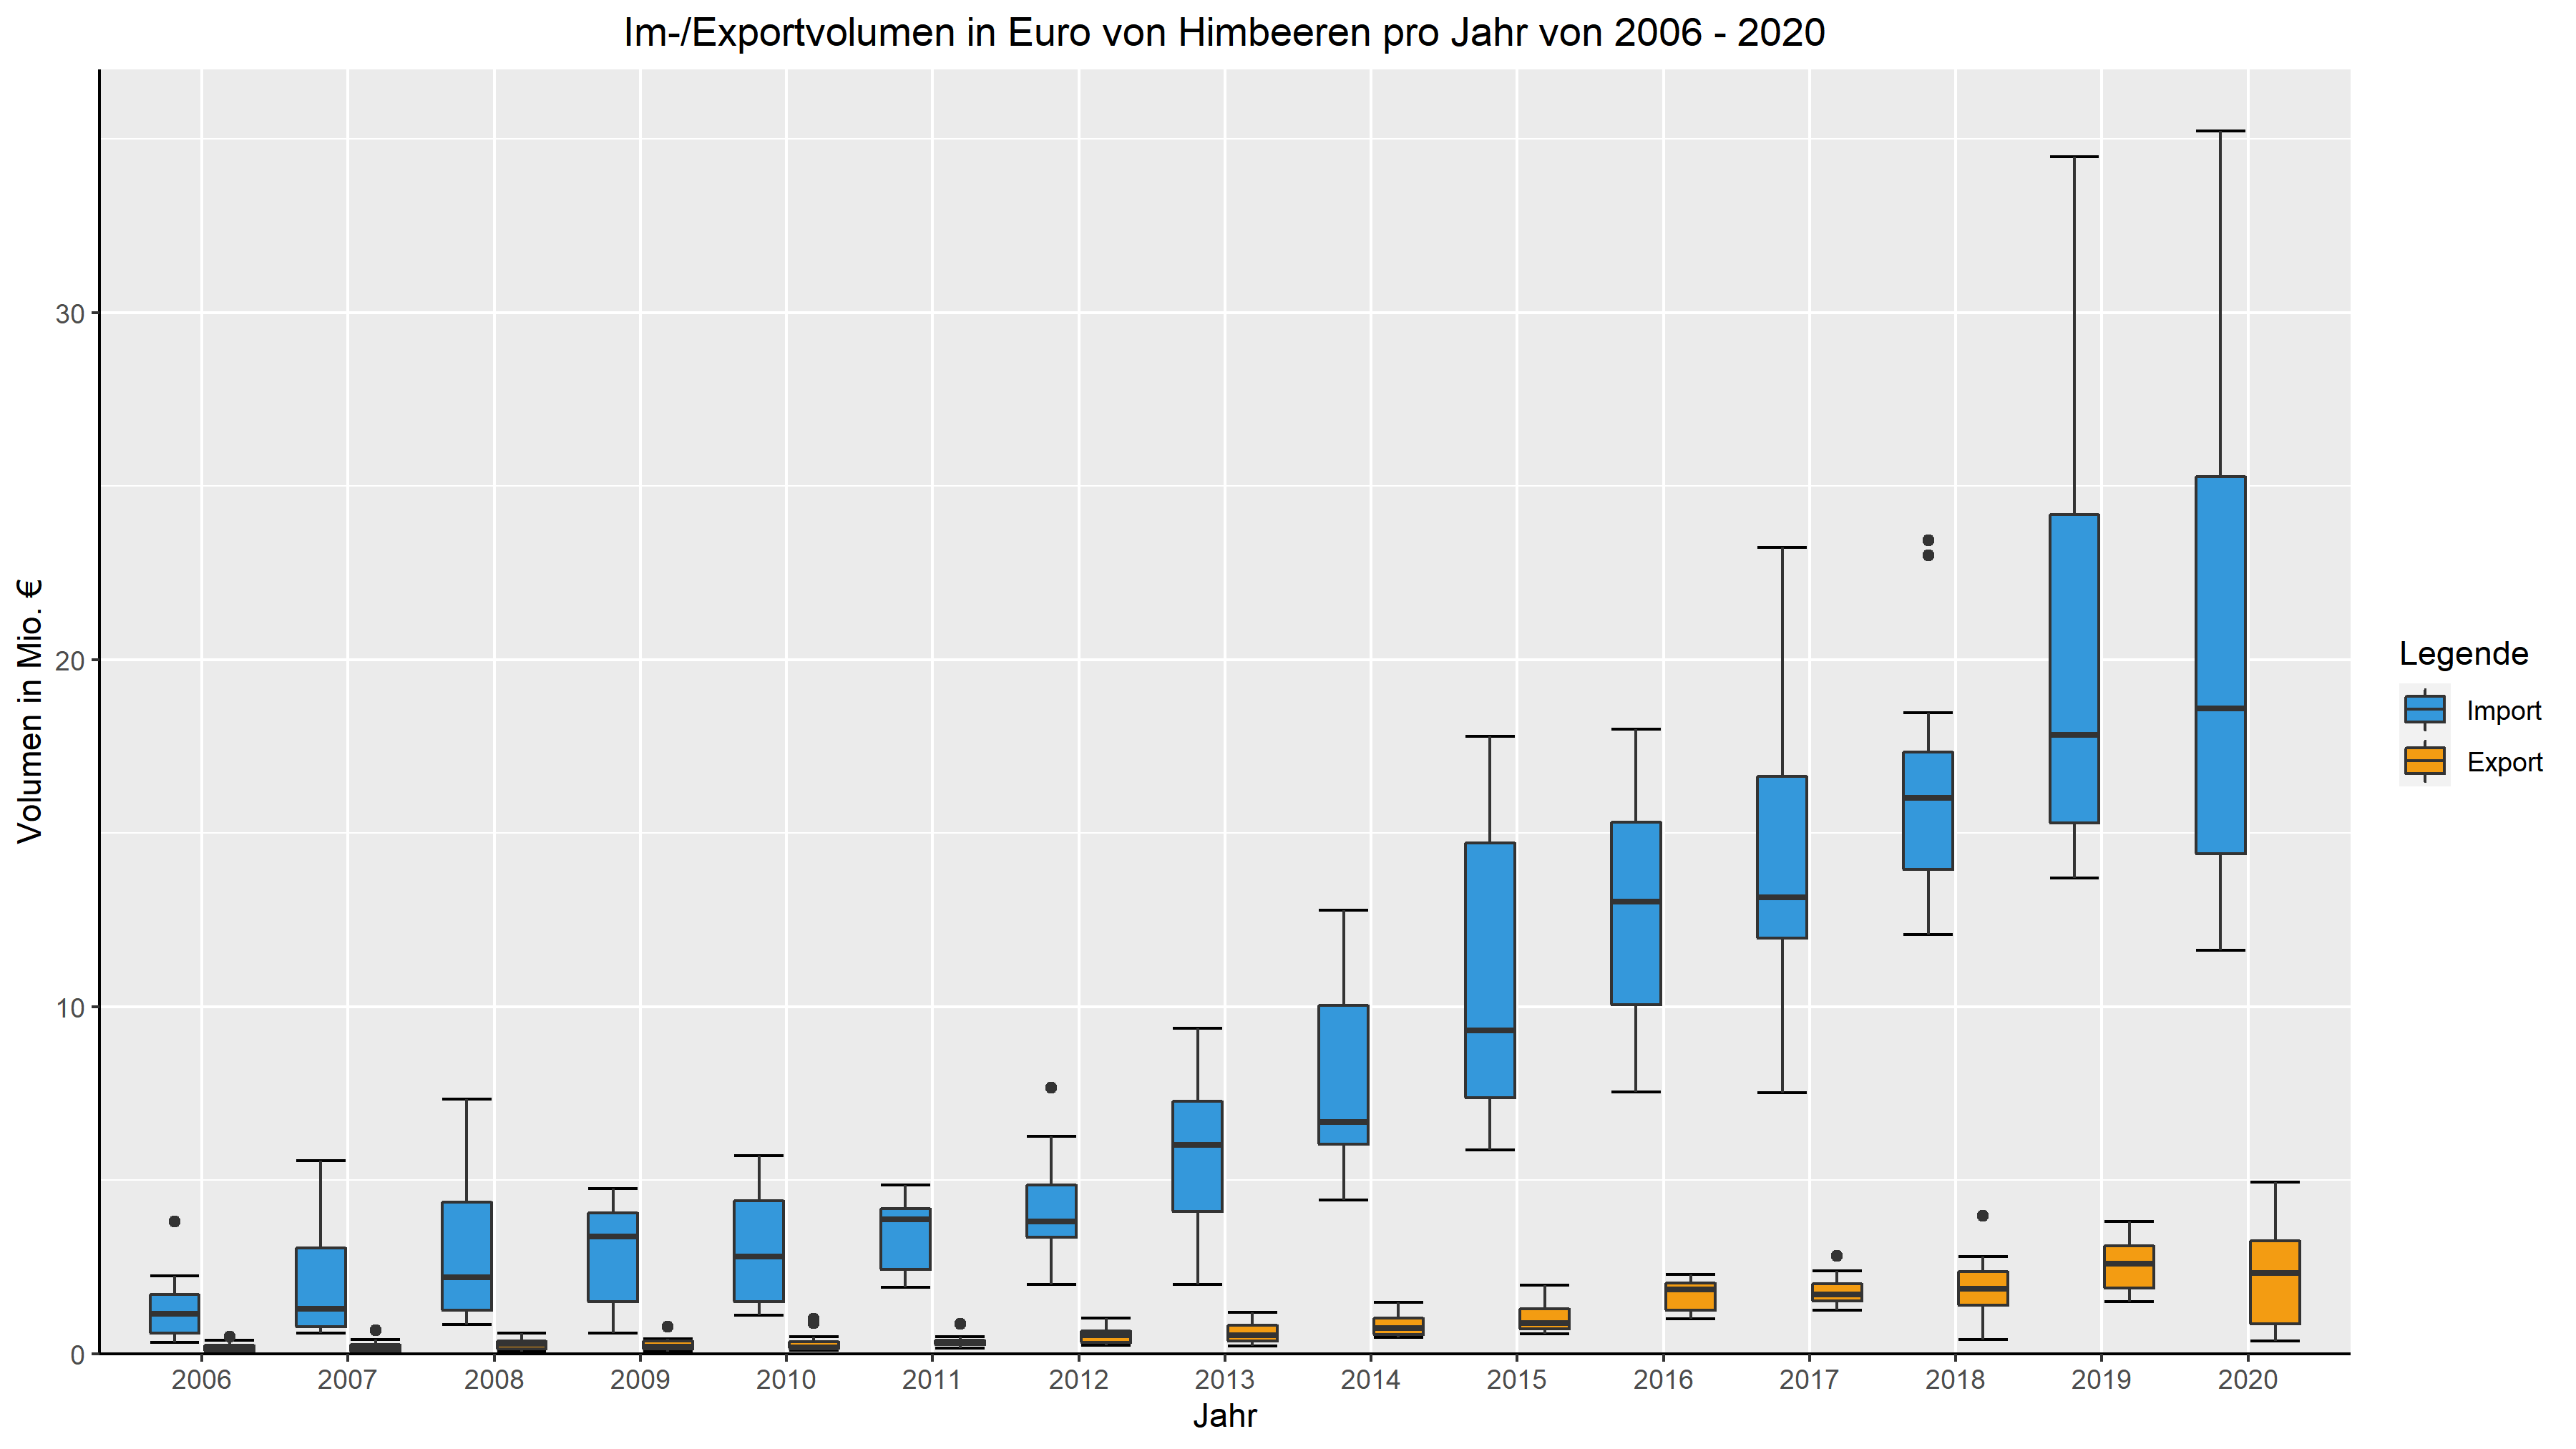 Im-/Exportvolumen in Euro von Himbeeren pro Jahr von 2006 - 2020
Volumen in Mio. €
30
20
10
0
2006 2007 2008 2009 2010 2011 2012 2013 2014 2015 2016 2017 2018 2019 2020
Jahr
Legende
Import
Export